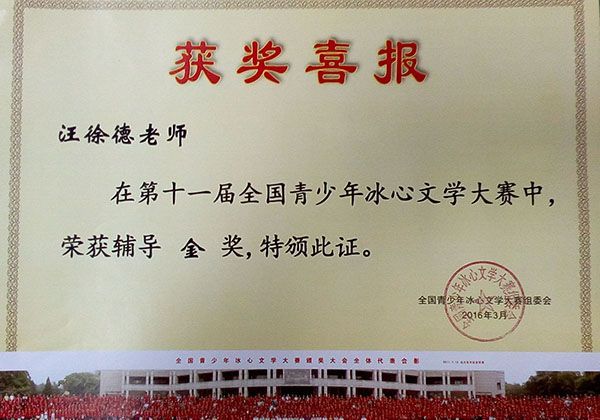 获奖喜报
汪徐德老师
在第十一届全国青少年冰心文学大赛中，
荣获辅导 金 奖，特颁此证。
全国青少年冰心文学大赛组委会
2016年3月
全国青少年冰心文学大赛颁奖大会全体代表合影